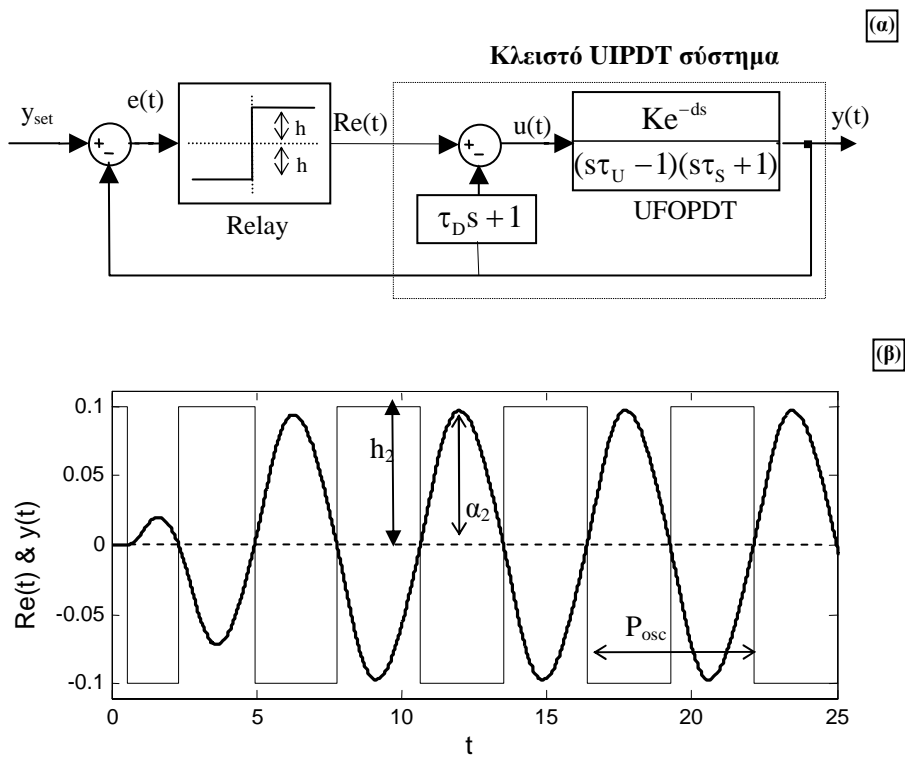 (α)
Κλειστό UIPDT σύστημα
y_set
e(t)
+
−
h
h
Relay
Re(t)
+
−
u(t)
Ke^{−ds}
(sτ_U −1)(sτ_S +1)
UFOPDT
y(t)
τ_D s +1
(β)
Re(t) & y(t)
0.1
0.05
0
-0.05
-0.1
h_2
α_2
P_osc
0 5 10 15 20 25
t